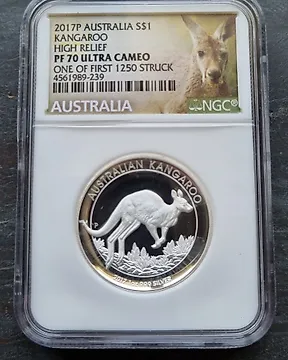 2017P AUSTRALIA S$1
KANGAROO
HIGH RELIEF
PF 70 ULTRA CAMEO
ONE OF FIRST 1250 STRUCK
4561989-239
AUSTRALIA
NGC®
AUSTRALIAN KANGAROO
P
SILVER